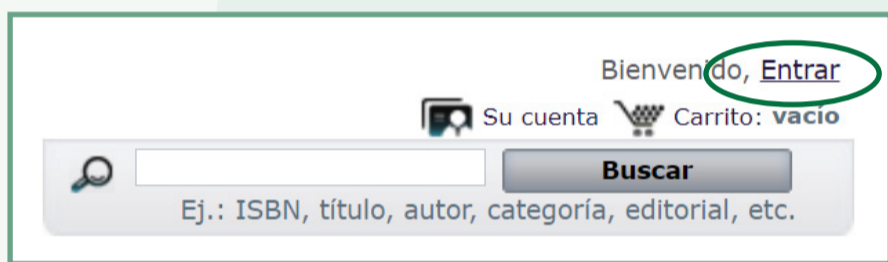 Bienvenido, Entrar
Su cuenta Carrito: vacío
Buscar
Ej.: ISBN, título, autor, categoría, editorial, etc.